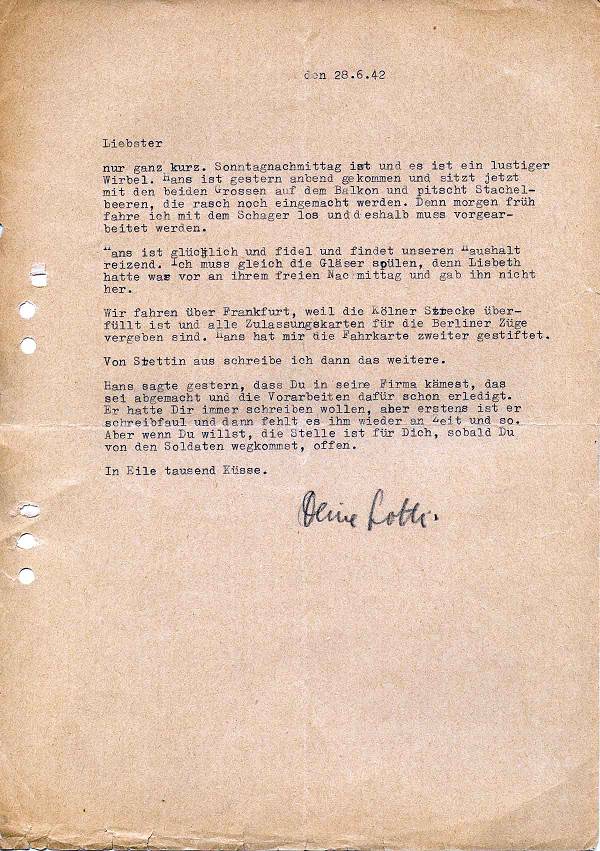 den 28.6.42
Liebster
nur ganz kurz. Sonntagnachmittag ist und es ist ein lustiger
Wirbel. Hans ist gestern anbend gekommen und sitzt jetzt
mit den beiden Grossen auf dem Balkon und pitscht Stachel-
beeren, die rasch noch eingemacht werden. Denn morgen früh
fahre ich mit dem Schager los undd eshalb muss vorgear-
beitet werden.
Hans ist glücklich und fidel und findet unseren Haushalt
reizend. Ich muss gleich die Gläser spülen, denn Lisbeth
hatte was vor an ihrem freien Nac mittag und gab ihn nicht
her.
Wir fahren über Frankfurt, weil die Kölner Strecke über-
füllt ist und alle Zulassungskarten für die Berliner Züge
vergeben sind. Hans hat mir die Fahrkarte zweiter gestiftet.
Von Stettin aus schreibe ich dann das weitere.
Hans sagte gestern, dass Du in seine Firma kämest, das
sei abgemacht und die Vorarbeiten dafür schon erledigt.
Er hatte Dir immer schreiben wollen, aber erstens ist er
schreibfaul und dann fehlt es ihm wieder an Zeit und so.
Aber wenn Du willst, die Stelle ist für Dich, sobald Du
von den Soldaten wegkommst, offen.
In Eile tausend Küsse.
Deine Lotti.